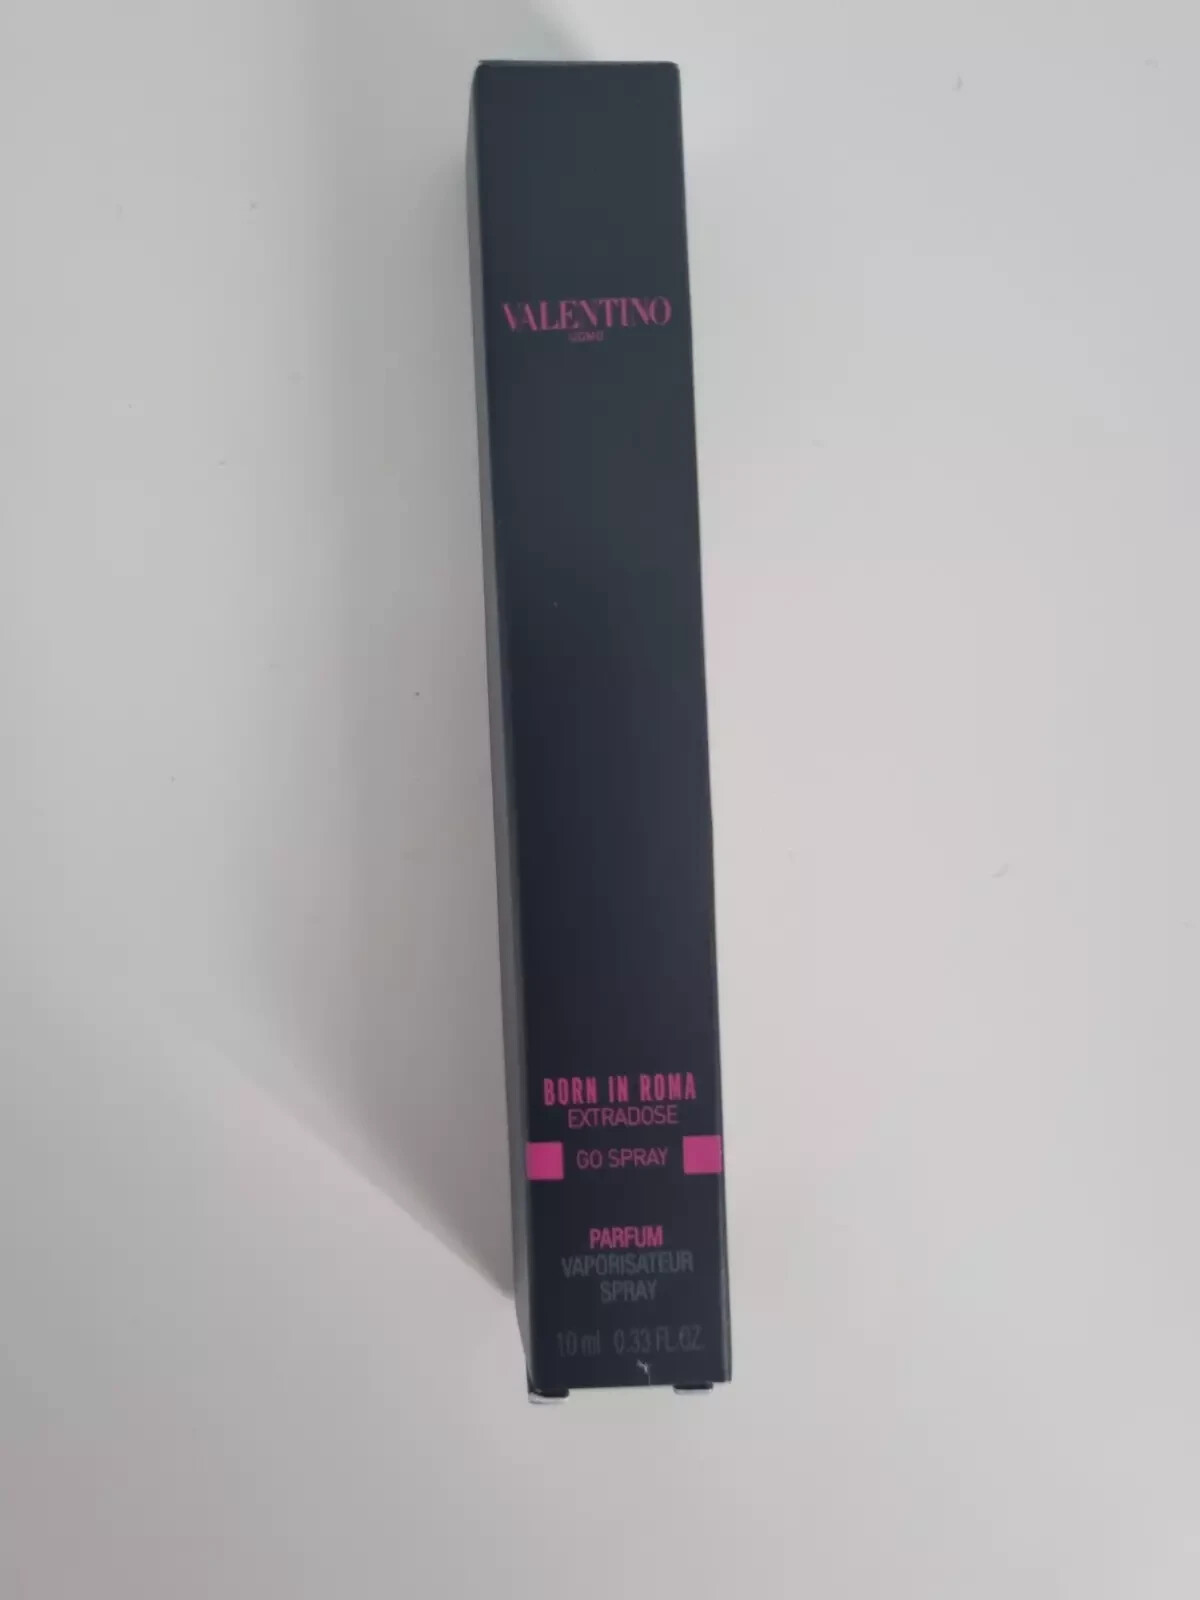 VALENTINO
UOMO
BORN IN ROMA
EXTRADOSE
GO SPRAY
PARFUM
VAPORISATEUR
SPRAY
10 ml 0.33 FL.OZ.